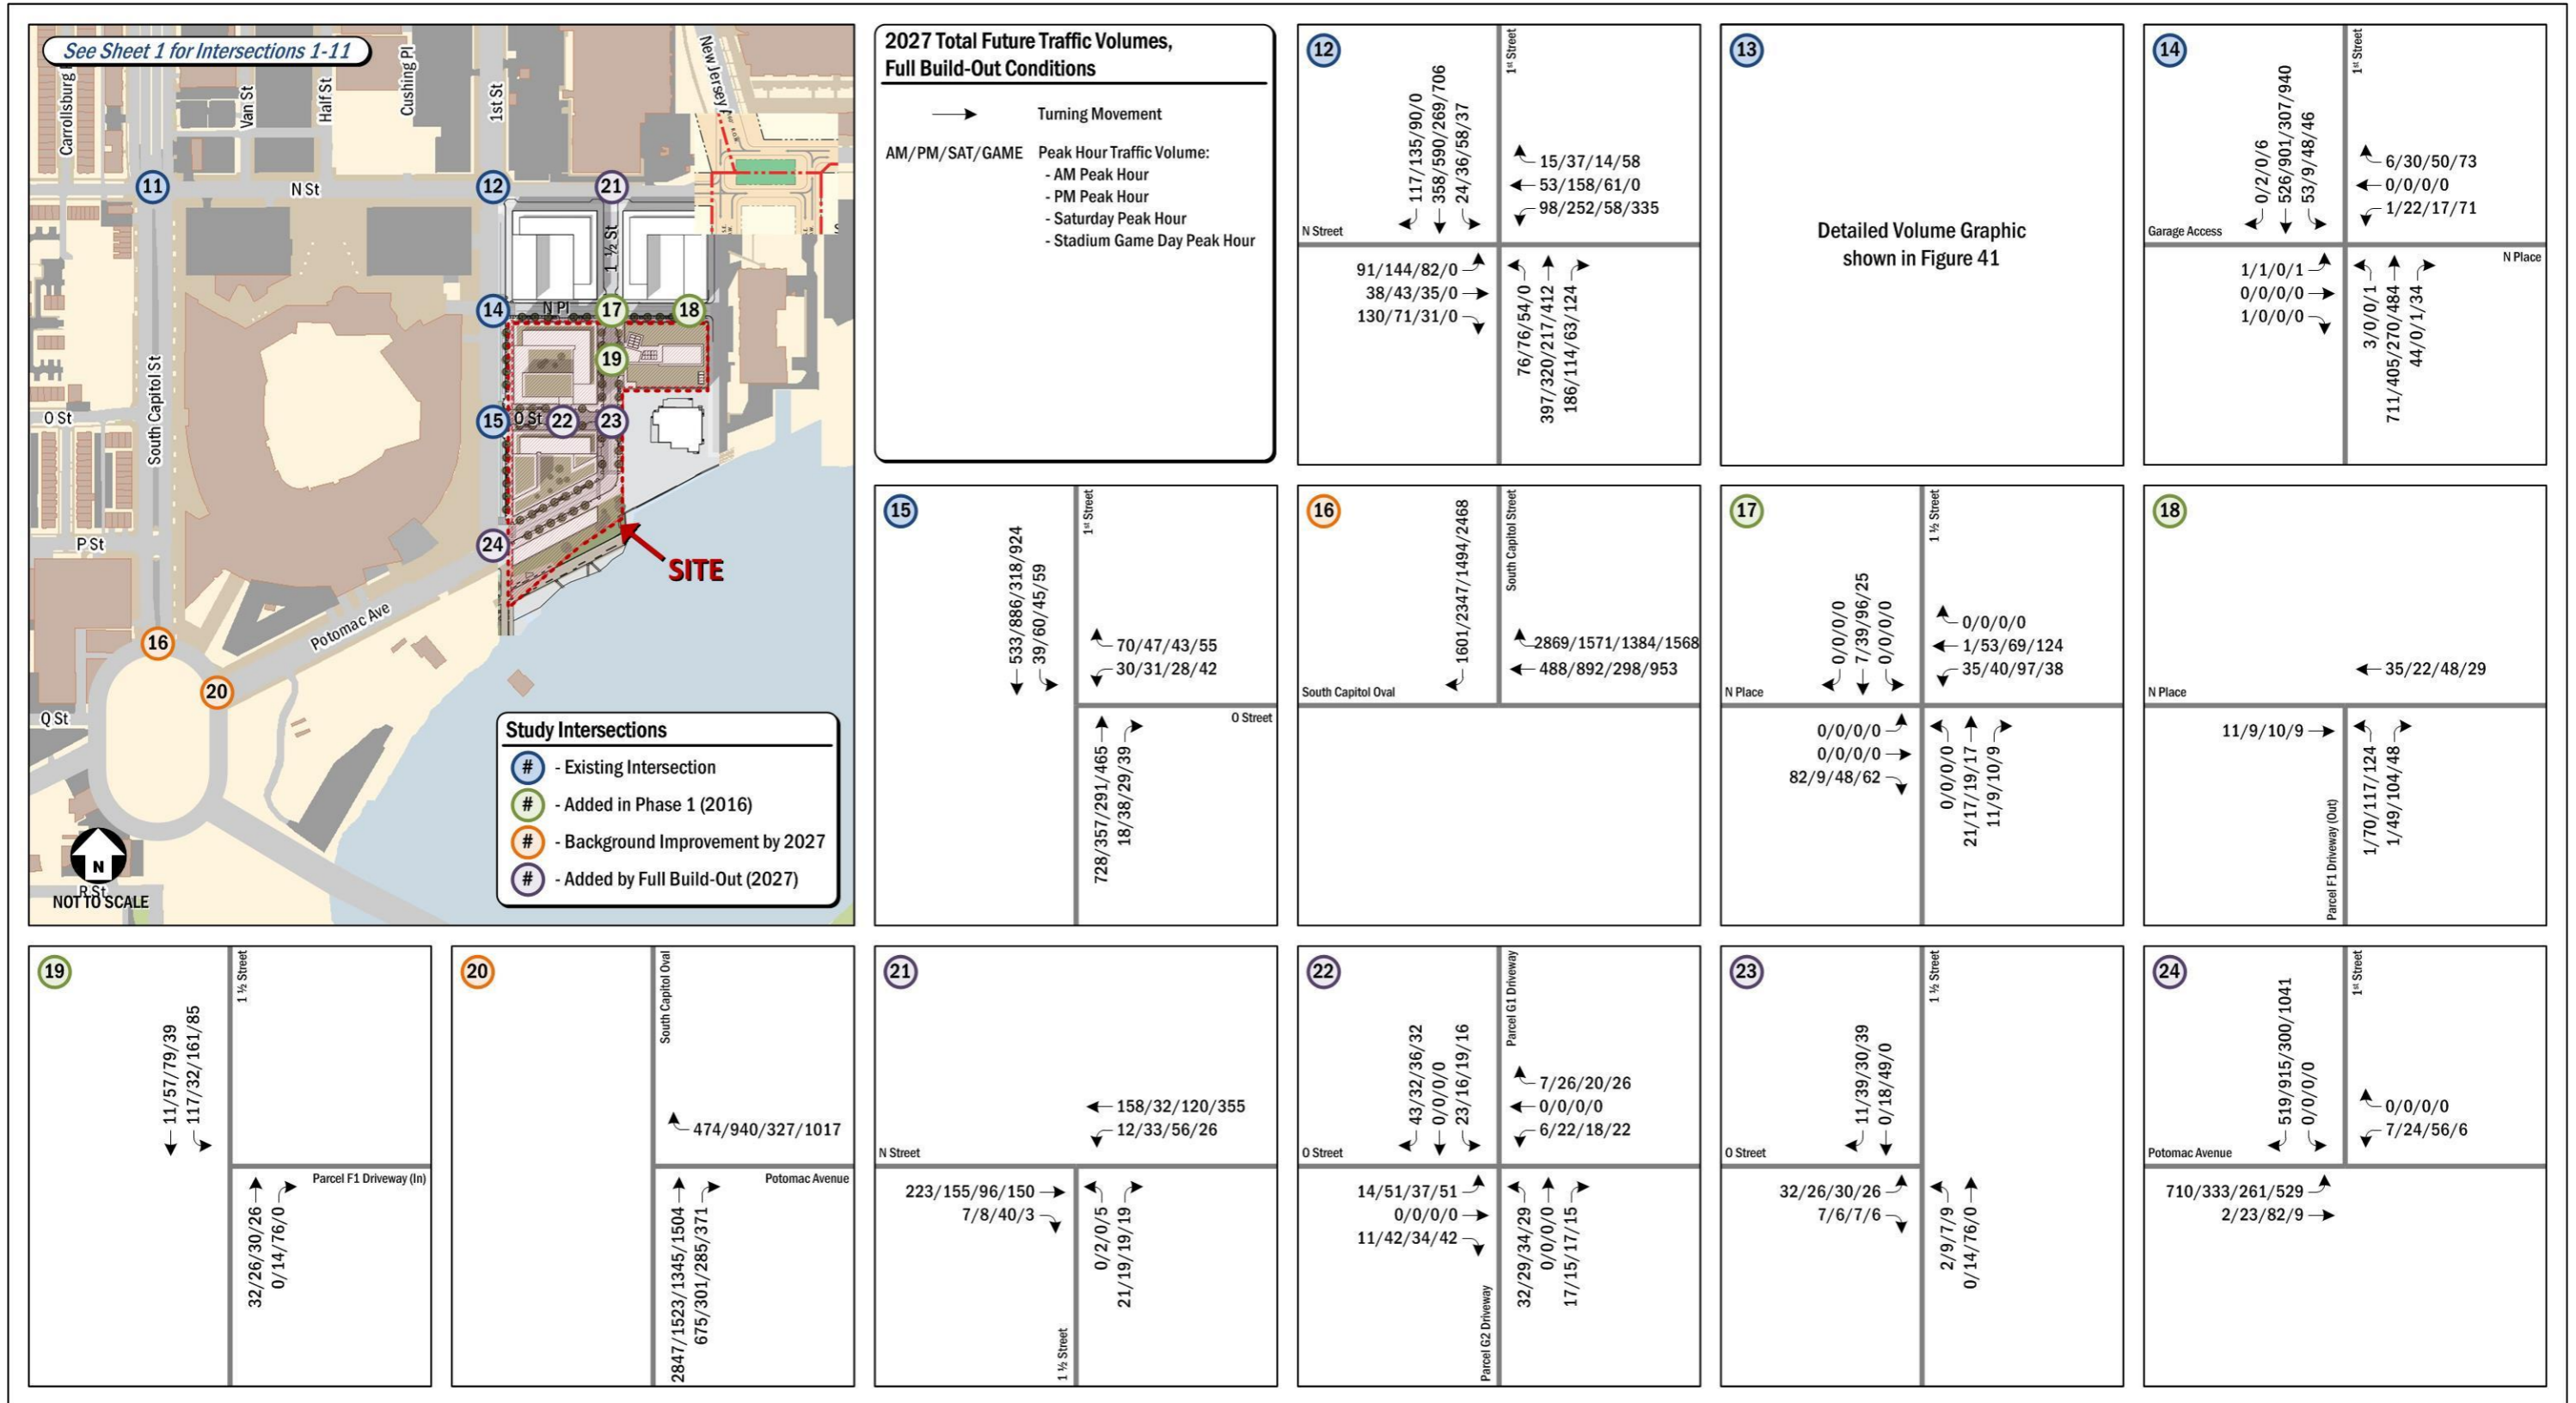 See Sheet 1 for Intersections 1-11
Carrollsburg
Van St
Half St
Cushing Pl
1st St
New Jersey
11
N St
12
21
1 ½ St
14
N Pl
17
18
19
South Capitol St
O St
15
O St
22
23
P St
24
SITE
Potomac Ave
16
20
Q St
N
R St
NOT TO SCALE
Study Intersections
# - Existing Intersection
# - Added in Phase 1 (2016)
# - Background Improvement by 2027
# - Added by Full Build-Out (2027)
2027 Total Future Traffic Volumes,
Full Build-Out Conditions
Turning Movement
AM/PM/SAT/GAME Peak Hour Traffic Volume:
- AM Peak Hour
- PM Peak Hour
- Saturday Peak Hour
- Stadium Game Day Peak Hour
12
1st Street
117/135/90/0
358/590/269/706
24/36/58/37
15/37/14/58
53/158/61/0
98/252/58/335
N Street
91/144/82/0
38/43/35/0
130/71/31/0
76/76/54/0
397/320/217/412
186/114/63/124
13
Detailed Volume Graphic
shown in Figure 41
14
1st Street
0/2/0/6
526/901/307/940
53/9/48/46
6/30/50/73
0/0/0/0
1/22/17/71
Garage Access
N Place
1/1/0/1
0/0/0/0
1/0/0/0
3/0/0/1
711/405/270/484
44/0/1/34
15
1st Street
533/886/318/924
39/60/45/59
70/47/43/55
30/31/28/42
O Street
728/357/291/465
18/38/29/39
16
South Capitol Street
1601/2347/1494/2468
2869/1571/1384/1568
488/892/298/953
South Capitol Oval
17
1 ½ Street
0/0/0/0
7/39/96/25
0/0/0/0
0/0/0/0
1/53/69/124
35/40/97/38
N Place
0/0/0/0
0/0/0/0
82/9/48/62
0/0/0/0
21/17/19/17
11/9/10/9
18
35/22/48/29
N Place
11/9/10/9
Parcel F1 Driveway (Out)
1/70/117/124
1/49/104/48
19
1 ½ Street
11/57/79/39
117/32/161/85
Parcel F1 Driveway (In)
32/26/30/26
0/14/76/0
20
South Capitol Oval
474/940/327/1017
Potomac Avenue
2847/1523/1345/1504
675/301/285/371
21
158/32/120/355
12/33/56/26
N Street
223/155/96/150
7/8/40/3
1 ½ Street
0/2/0/5
21/19/19/19
22
Parcel G1 Driveway
43/32/36/32
0/0/0/0
23/16/19/16
7/26/20/26
0/0/0/0
6/22/18/22
O Street
14/51/37/51
0/0/0/0
11/42/34/42
Parcel G2 Driveway
32/29/34/29
0/0/0/0
17/15/17/15
23
1 ½ Street
11/39/30/39
0/18/49/0
O Street
32/26/30/26
7/6/7/6
2/9/7/9
0/14/76/0
24
1st Street
519/915/300/1041
0/0/0/0
0/0/0/0
7/24/56/6
Potomac Avenue
710/333/261/529
2/23/82/9